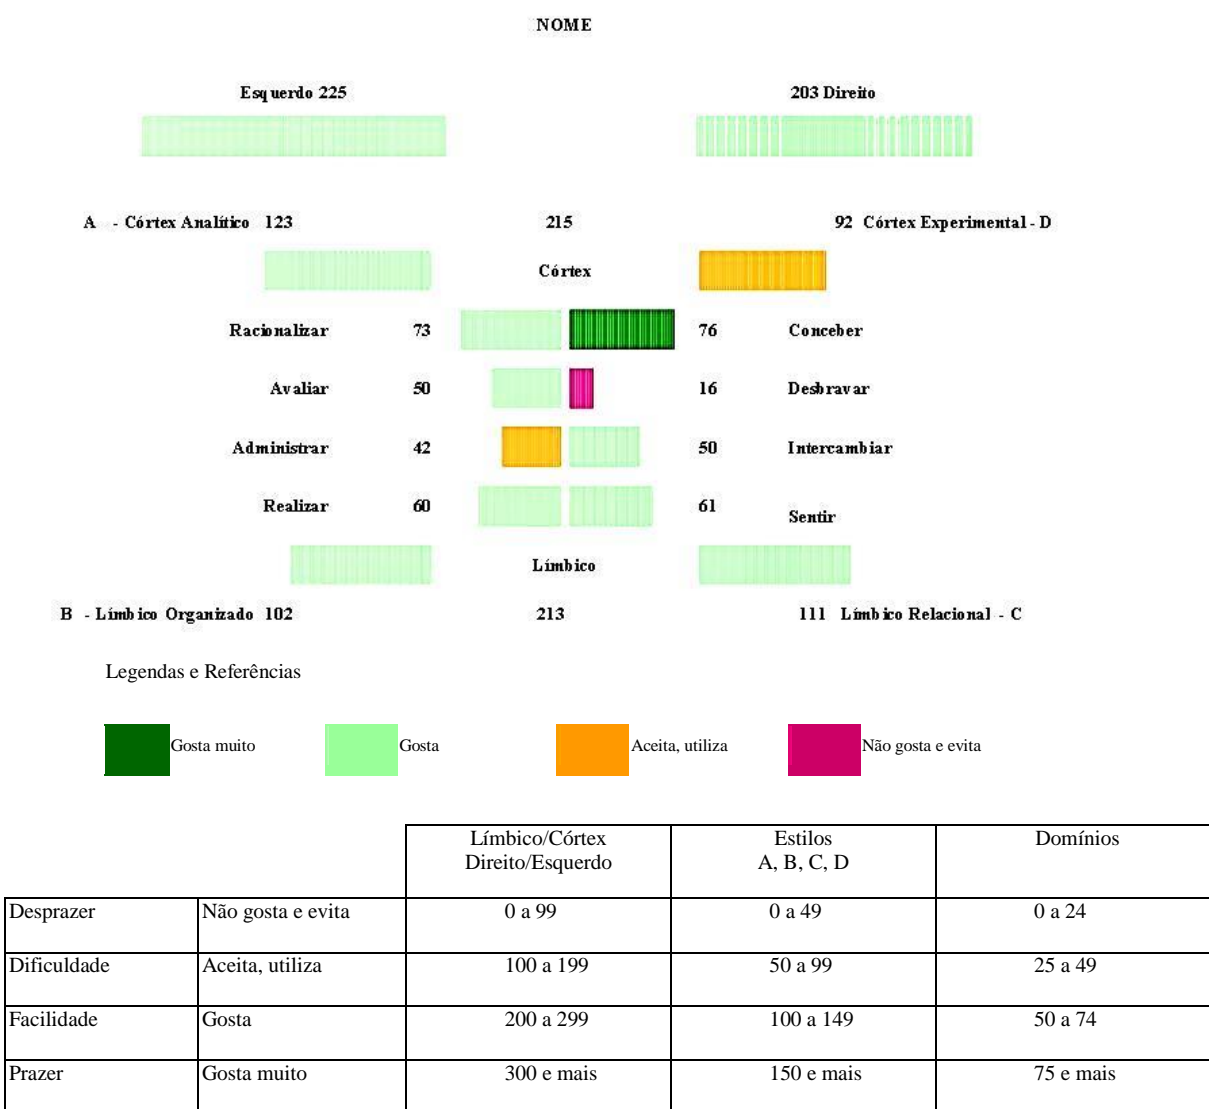 NOME
Esquerdo 225 203 Direito
A - Córtex Analítico 123 215 92 Córtex Experimental - D
Córtex
Racionalizar 73 76 Conceber
Avaliar 50 16 Desbravar
Administrar 42 50 Intercambiar
Realizar 60 61 Sentir
Límbico
B - Límbico Organizado 102 213 111 Límbico Relacional - C
Legendas e Referências
Gosta muito Gosta Aceita, utiliza Não gosta e evita
Límbico/Córtex Estilos Domínios
Direito/Esquerdo A, B, C, D
Desprazer Não gosta e evita 0 a 99 0 a 49 0 a 24
Dificuldade Aceita, utiliza 100 a 199 50 a 99 25 a 49
Facilidade Gosta 200 a 299 100 a 149 50 a 74
Prazer Gosta muito 300 e mais 150 e mais 75 e mais